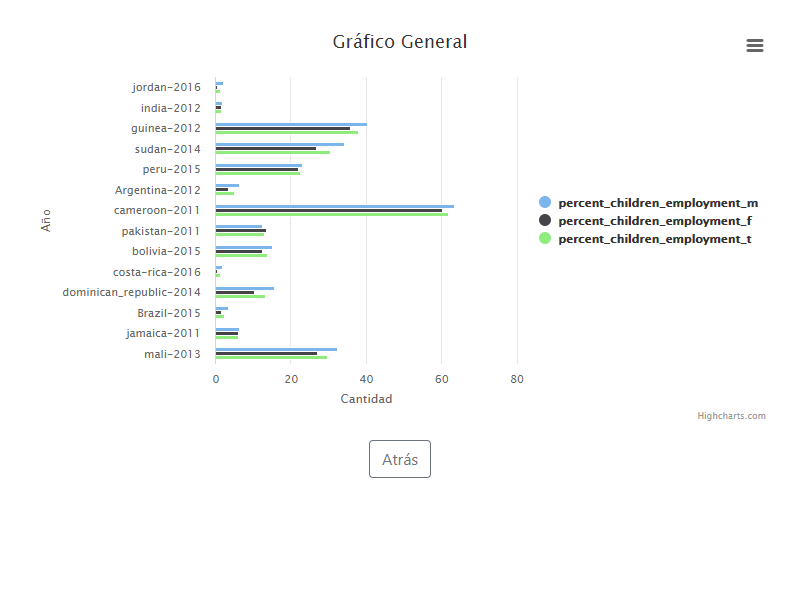 Gráfico General
jordan-2016
india-2012
guinea-2012
sudan-2014
peru-2015
Argentina-2012
cameroon-2011
pakistan-2011
bolivia-2015
costa-rica-2016
dominican_republic-2014
Brazil-2015
jamaica-2011
mali-2013
Año
0 20 40 60 80
Cantidad
percent_children_employment_m
percent_children_employment_f
percent_children_employment_t
Highcharts.com
Atrás